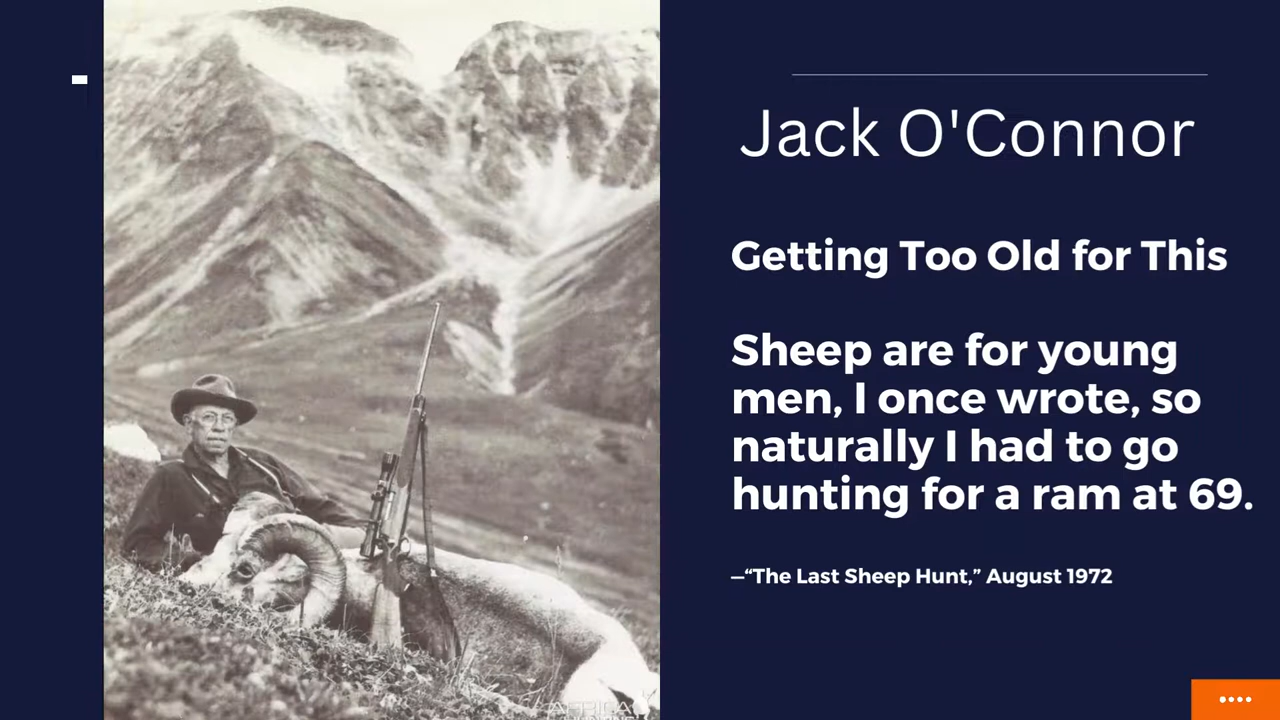 Jack O'Connor
Getting Too Old for This
Sheep are for young
men, I once wrote, so
naturally I had to go
hunting for a ram at 69.
—“The Last Sheep Hunt,” August 1972